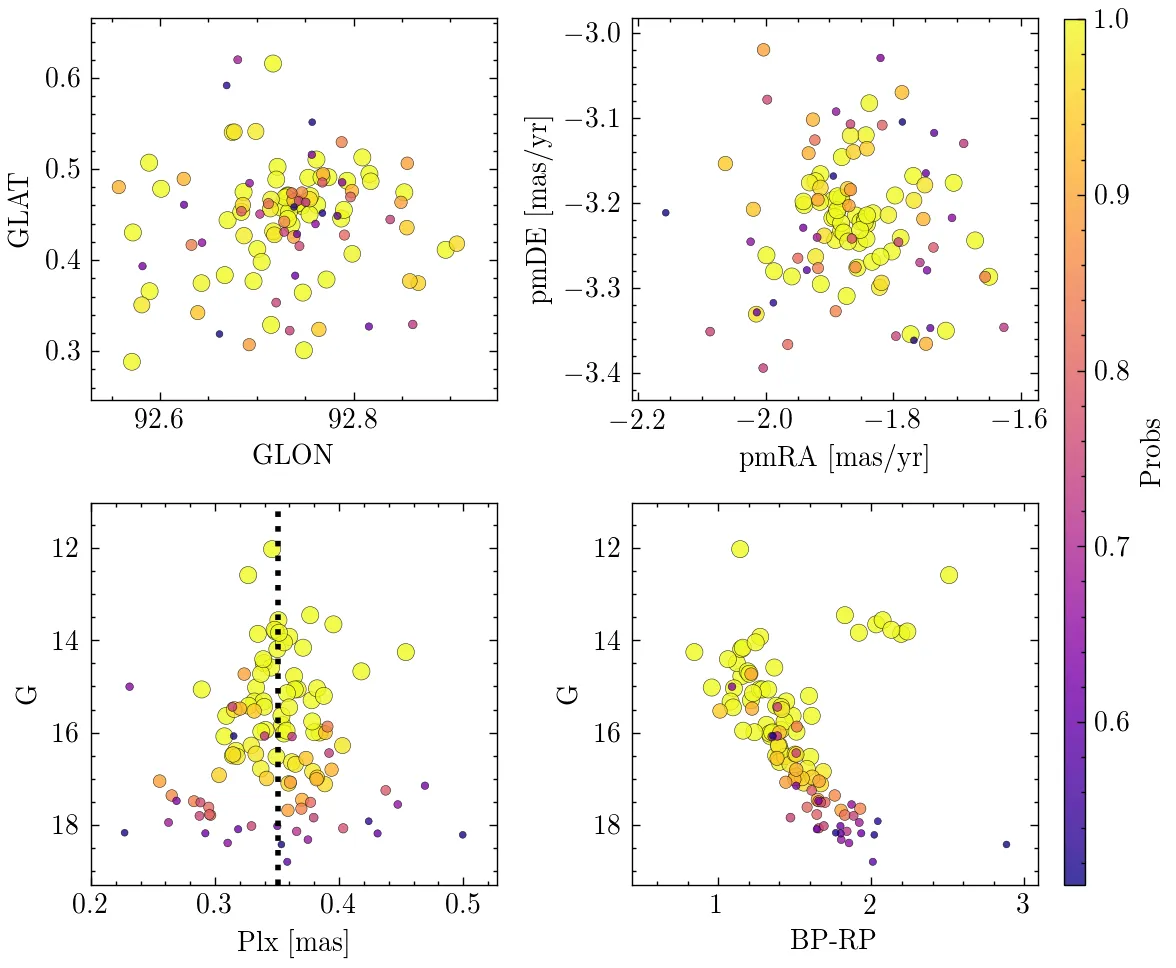 0.6
0.5
0.4
0.3
GLAT
92.6 92.8
GLON
−3.0
−3.1
−3.2
−3.3
−3.4
pmDE [mas/yr]
−2.2 −2.0 −1.8 −1.6
pmRA [mas/yr]
12
14
16
18
G
0.2 0.3 0.4 0.5
Plx [mas]
12
14
16
18
G
1 2 3
BP-RP
1.0
0.9
0.8
0.7
0.6
Probs